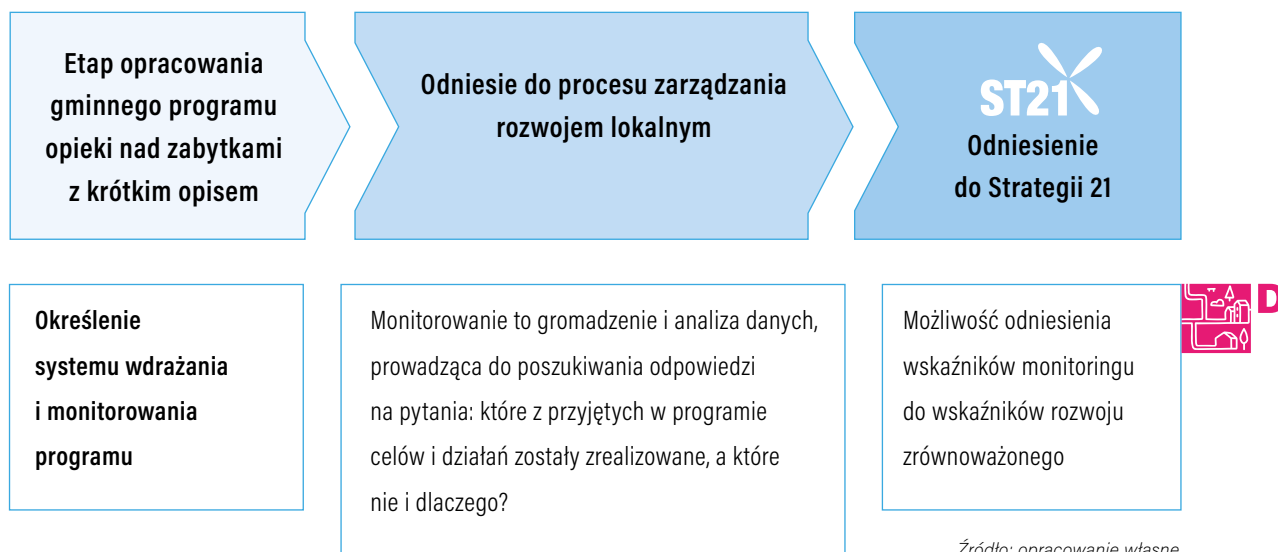 Etap opracowania
gminnego programu
opieki nad zabytkami
z krótkim opisem
Odniesie do procesu zarządzania
rozwojem lokalnym
ST21
Odniesienie
do Strategii 21
Określenie
systemu wdrażania
i monitorowania
programu
Monitorowanie to gromadzenie i analiza danych,
prowadząca do poszukiwania odpowiedzi
na pytania: które z przyjętych w programie
celów i działań zostały zrealizowane, a które
nie i dlaczego?
Możliwość odniesienia
wskaźników monitoringu
do wskaźników rozwoju
zrównoważonego
D
Źródło: opracowanie własne